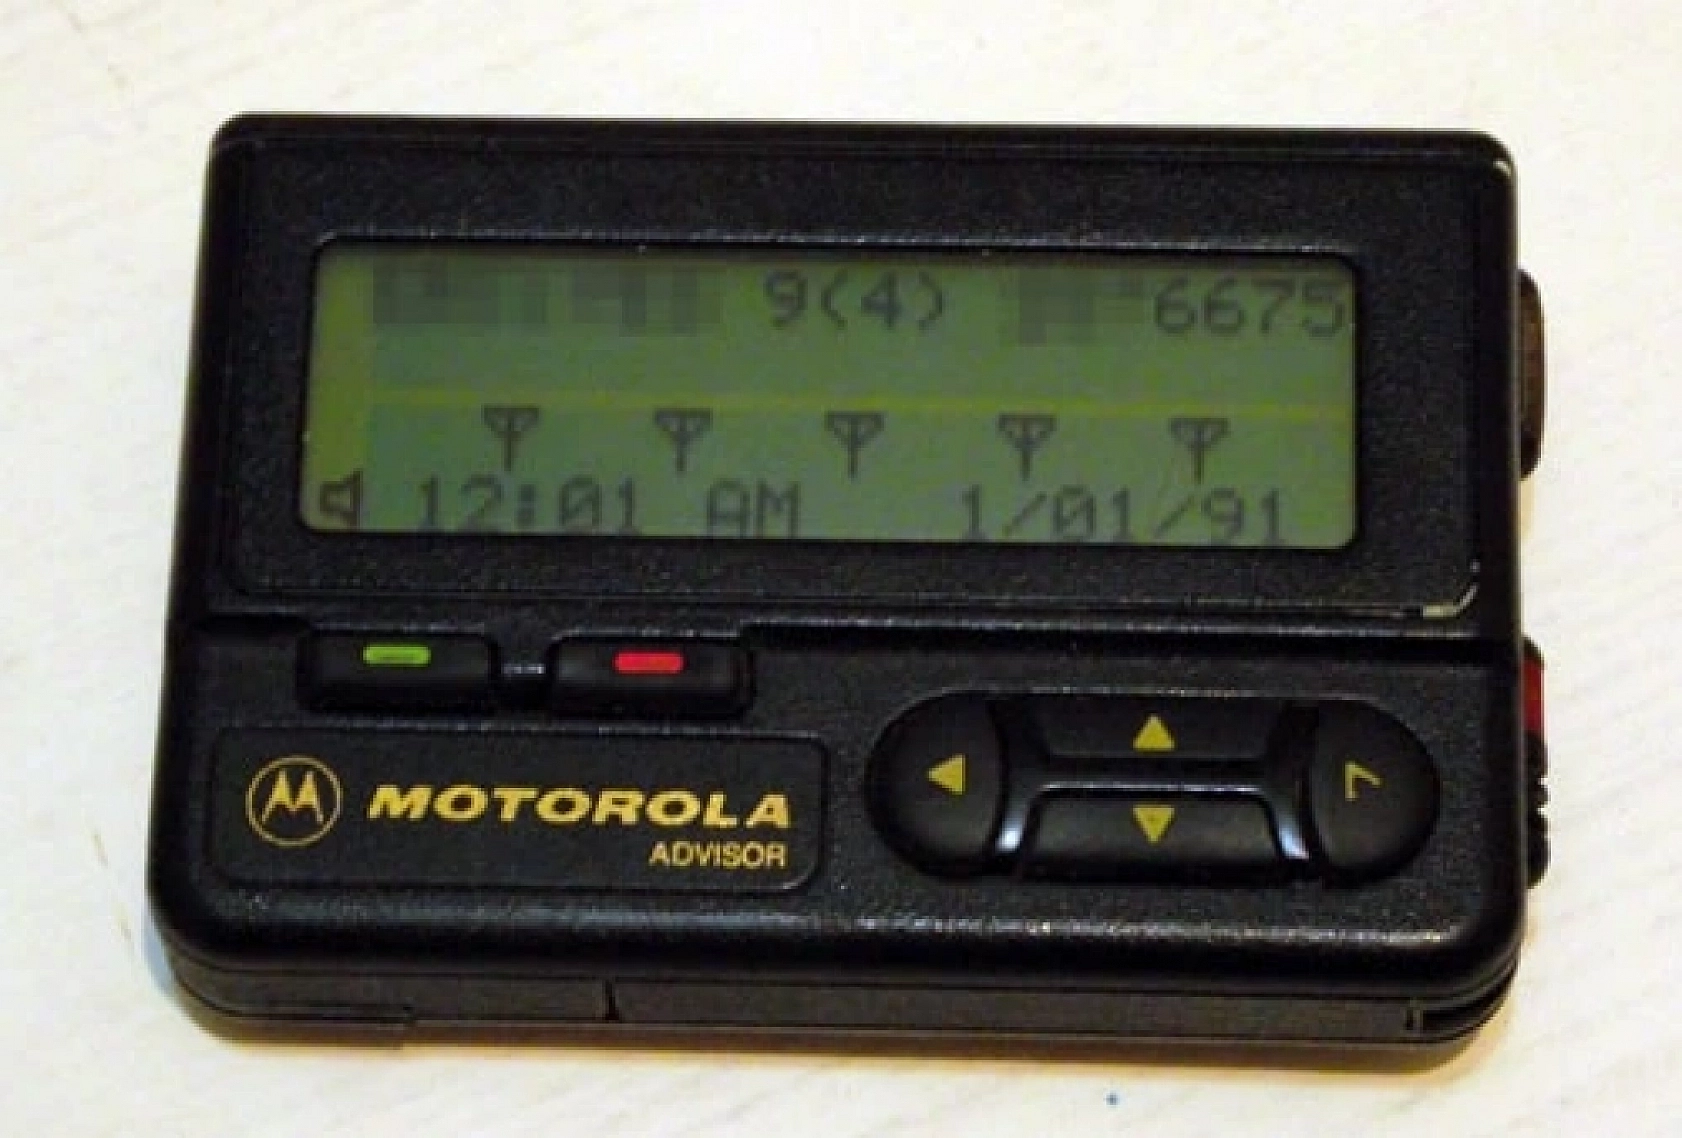 9(4) 6675
12:01 AM 1/01/91
MOTOROLA
ADVISOR